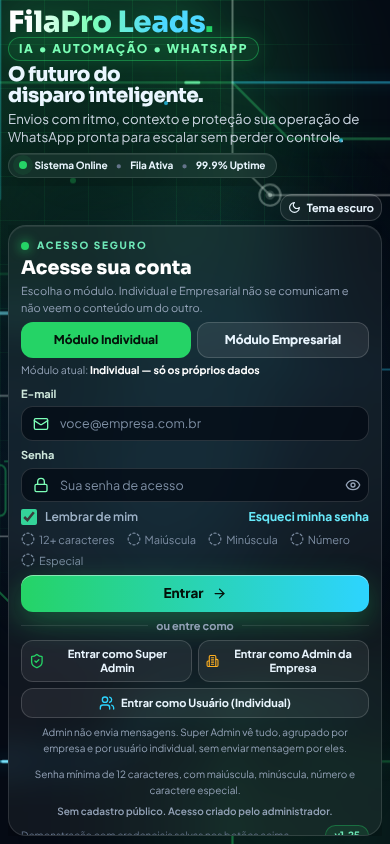 FilaPro Leads.
IA • AUTOMAÇÃO • WHATSAPP
O futuro do
disparo inteligente.
Envios com ritmo, contexto e proteção sua operação de
WhatsApp pronta para escalar sem perder o controle.
Sistema Online • Fila Ativa • 99.9% Uptime
Tema escuro
ACESSO SEGURO
Acesse sua conta
Escolha o módulo. Individual e Empresarial não se comunicam e
não veem o conteúdo um do outro.
Módulo Individual
Módulo Empresarial
Módulo atual: Individual — só os próprios dados
E-mail
voce@empresa.com.br
Senha
Sua senha de acesso
Lembrar de mim
Esqueci minha senha
12+ caracteres Maiúscula Minúscula Número
Especial
Entrar →
ou entre como
Entrar como Super
Admin
Entrar como Admin da
Empresa
Entrar como Usuário (Individual)
Admin não envia mensagens. Super Admin vê tudo, agrupado por
empresa e por usuário individual, sem enviar mensagem por eles.
Senha mínima de 12 caracteres, com maiúscula, minúscula, número e
caractere especial.
Sem cadastro público. Acesso criado pelo administrador.